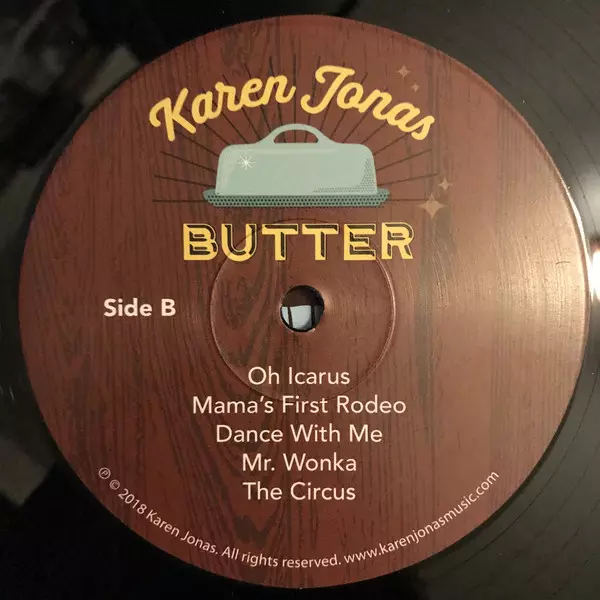 Karen Jonas
BUTTER
Side B
Oh Icarus
Mama's First Rodeo
Dance With Me
Mr. Wonka
The Circus
℗ © 2018 Karen Jonas. All rights reserved. www.karenjonasmusic.com